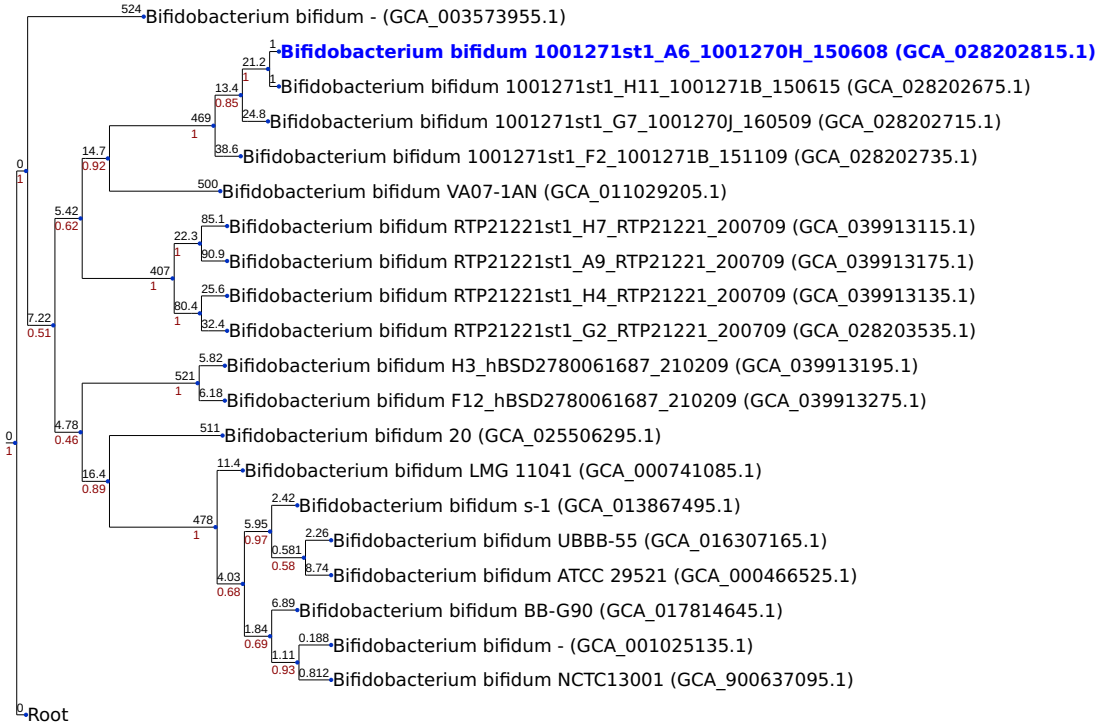 524 Bifidobacterium bifidum - (GCA_003573955.1)
1 Bifidobacterium bifidum 1001271st1_A6_1001270H_150608 (GCA_028202815.1)
21.2
1
1 Bifidobacterium bifidum 1001271st1_H11_1001271B_150615 (GCA_028202675.1)
13.4
0.85
24.8 Bifidobacterium bifidum 1001271st1_G7_1001270J_160509 (GCA_028202715.1)
469
1
38.6 Bifidobacterium bifidum 1001271st1_F2_1001271B_151109 (GCA_028202735.1)
14.7
0.92
0
1
500 Bifidobacterium bifidum VA07-1AN (GCA_011029205.1)
5.42
0.62
85.1 Bifidobacterium bifidum RTP21221st1_H7_RTP21221_200709 (GCA_039913115.1)
22.3
1
90.9 Bifidobacterium bifidum RTP21221st1_A9_RTP21221_200709 (GCA_039913175.1)
407
1
25.6 Bifidobacterium bifidum RTP21221st1_H4_RTP21221_200709 (GCA_039913135.1)
80.4
1
7.22
0.51
32.4 Bifidobacterium bifidum RTP21221st1_G2_RTP21221_200709 (GCA_028203535.1)
5.82 Bifidobacterium bifidum H3_hBSD2780061687_210209 (GCA_039913195.1)
521
1
6.18 Bifidobacterium bifidum F12_hBSD2780061687_210209 (GCA_039913275.1)
4.78
0.46
0
1
511 Bifidobacterium bifidum 20 (GCA_025506295.1)
16.4
0.89
11.4 Bifidobacterium bifidum LMG 11041 (GCA_000741085.1)
2.42 Bifidobacterium bifidum s-1 (GCA_013867495.1)
478
1
5.95
0.97
2.26 Bifidobacterium bifidum UBBB-55 (GCA_016307165.1)
0.581
0.58
8.74 Bifidobacterium bifidum ATCC 29521 (GCA_000466525.1)
4.03
0.68
6.89 Bifidobacterium bifidum BB-G90 (GCA_017814645.1)
1.84
0.69
0.188 Bifidobacterium bifidum - (GCA_001025135.1)
1.11
0.93
0.812 Bifidobacterium bifidum NCTC13001 (GCA_900637095.1)
0 Root